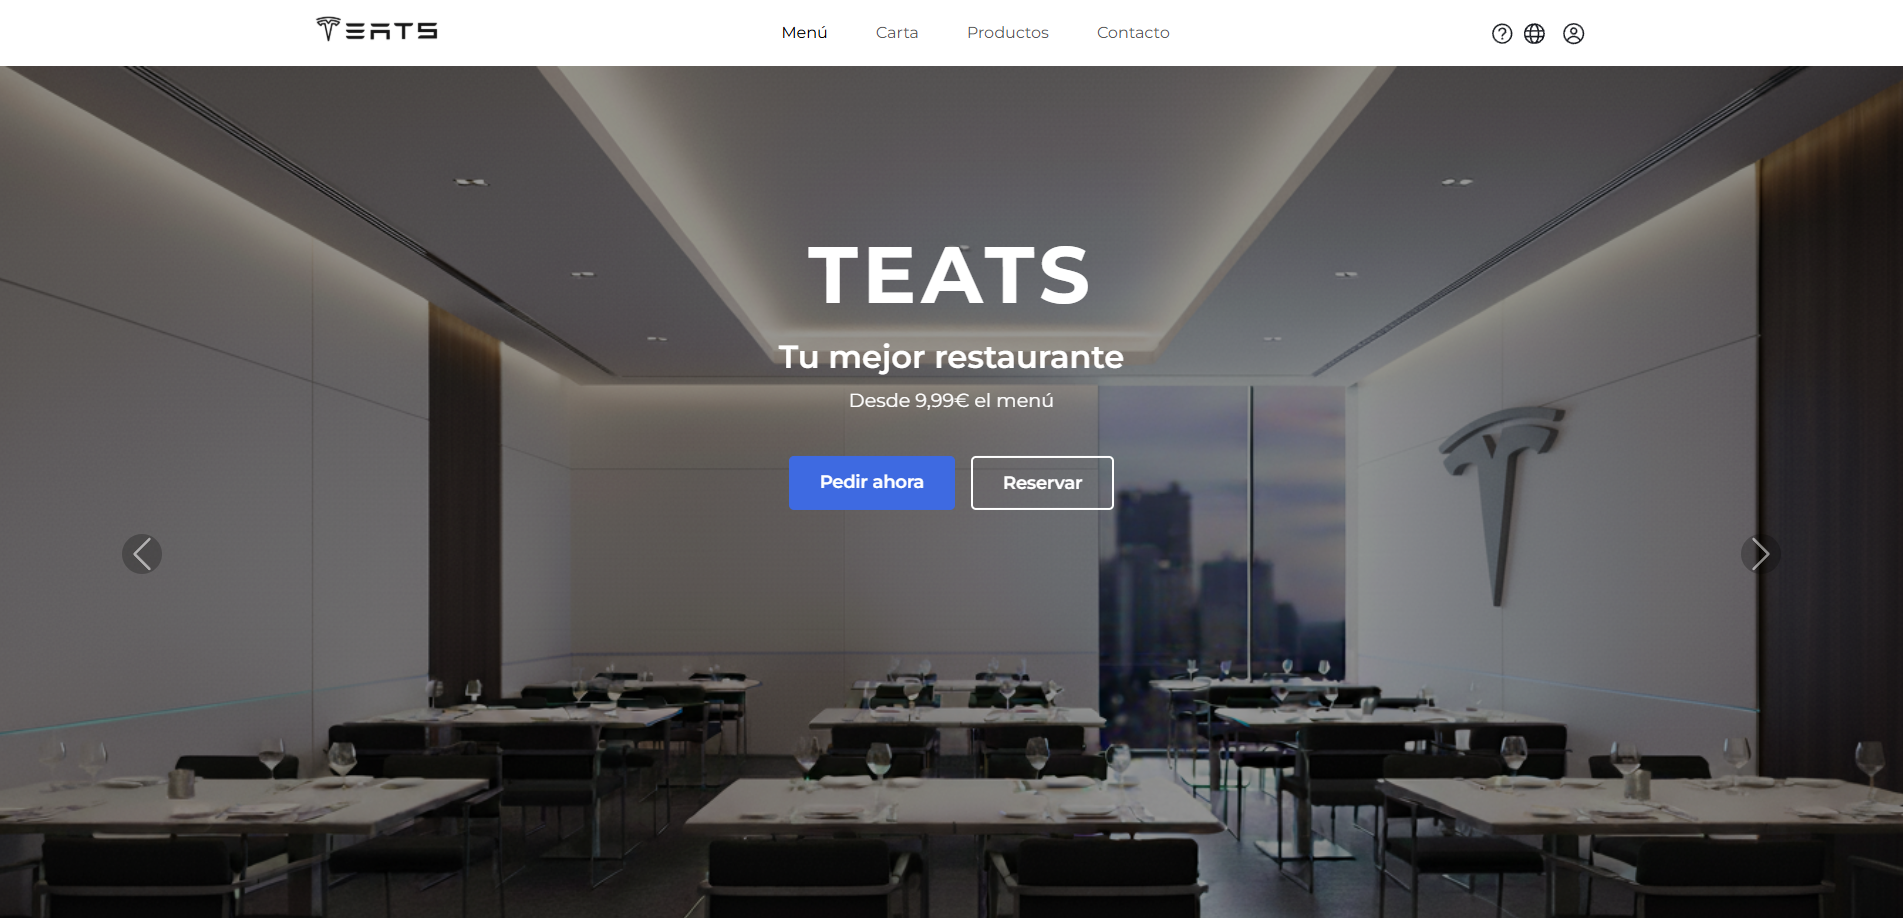 TEATS
Menú
Carta
Productos
Contacto
TEATS
Tu mejor restaurante
Desde 9,99€ el menú
Pedir ahora
Reservar